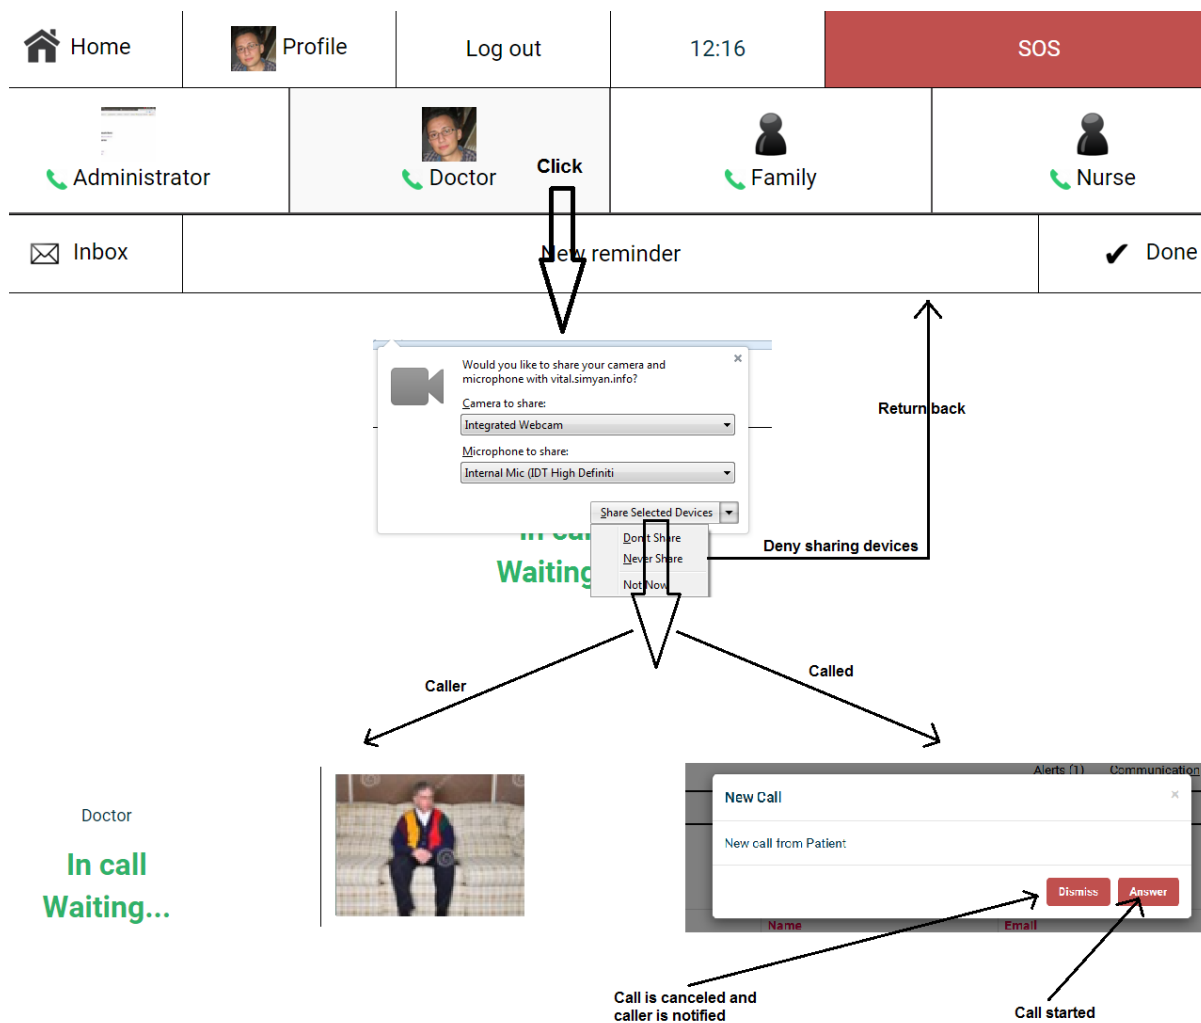 Home
Profile
Log out
12:16
SOS
Administrator
Doctor
Family
Nurse
Click
Inbox
New reminder
Done
Would you like to share your camera and
microphone with vital.simyan.info?
Camera to share:
Integrated Webcam
Microphone to share:
Internal Mic (IDT High Definiti
Share Selected Devices
Don't Share
Never Share
Not Now
In call
Waiting
Return back
Deny sharing devices
Caller
Called
Doctor
In call
Waiting...
Alerts (1) Communication
New Call
New call from Patient
Dismiss
Answer
Name
Email
Call is canceled and
caller is notified
Call started